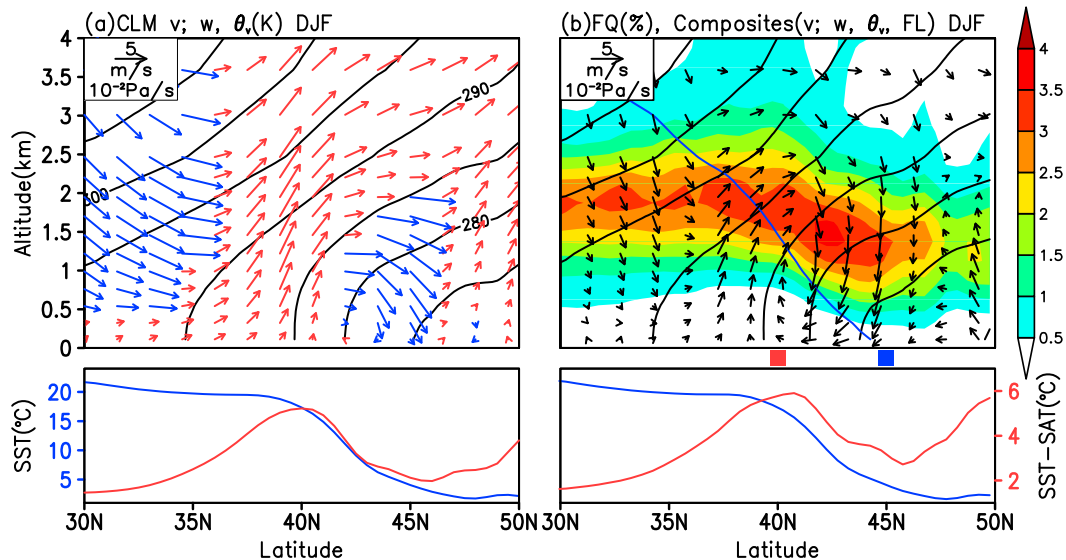 (a)CLM v; w, θᵥ(K) DJF
(b)FQ(%), Composites(v; w, θᵥ, FL) DJF
5
m/s
10⁻²Pa/s
5
m/s
10⁻²Pa/s
Altitude(km)
4
3.5
3
2.5
2
1.5
1
0.5
0
290
300
280
4
3.5
3
2.5
2
1.5
1
0.5
SST(℃)
20
15
10
5
6
4
2
SST−SAT(℃)
30N 35N 40N 45N 50N
30N 35N 40N 45N 50N
Latitude
Latitude